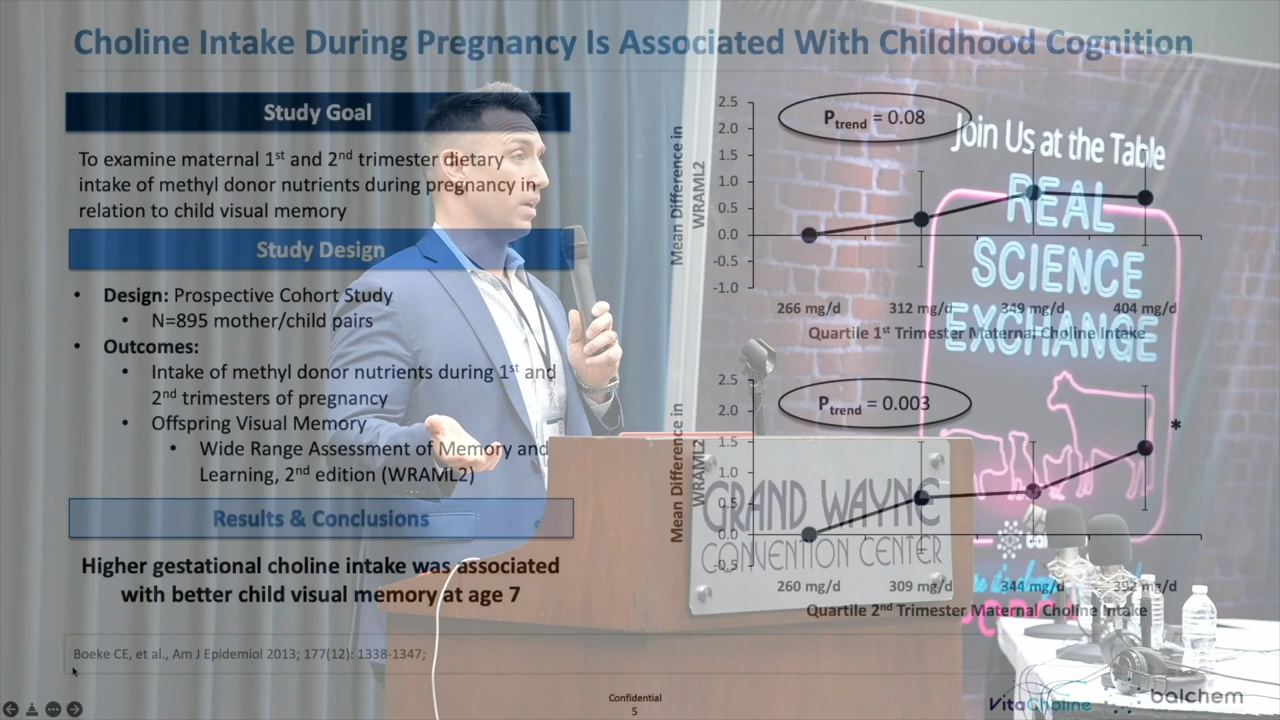 Choline Intake During Pregnancy Is Associated With Childhood Cognition
Study Goal
To examine maternal 1st and 2nd trimester dietary
intake of methyl donor nutrients during pregnancy in
relation to child visual memory
Study Design
• Design: Prospective Cohort Study
• N=895 mother/child pairs
• Outcomes:
• Intake of methyl donor nutrients during 1st and
2nd trimesters of pregnancy
• Offspring Visual Memory
• Wide Range Assessment of Memory and
Learning, 2nd edition (WRAML2)
Results & Conclusions
Higher gestational choline intake was associated
with better child visual memory at age 7
Boeke CE, et al., Am J Epidemiol 2013; 177(12): 1338-1347;
Mean Difference in
WRAML2
2.5
2.0
1.5
1.0
0.5
0.0
-0.5
-1.0
Ptrend = 0.08
266 mg/d 312 mg/d 349 mg/d 404 mg/d
Quartile 1st Trimester Maternal Choline Intake
Mean Difference in
WRAML2
2.5
2.0
1.5
1.0
0.5
0.0
-0.5
Ptrend = 0.003
*
260 mg/d 309 mg/d 344 mg/d 392 mg/d
Quartile 2nd Trimester Maternal Choline Intake
Join Us at the Table
REAL
SCIENCE
EXCHANGE
GRAND WAYNE
CONVENTION CENTER
Confidential
5
VitaCholine
balchem